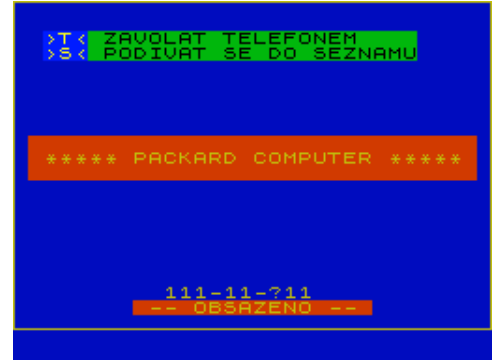 >T< ZAVOLAT TELEFONEM
>S< PODIVAT SE DO SEZNAMU
***** PACKARD COMPUTER *****
111-11-?11
-- OBSAZENO --